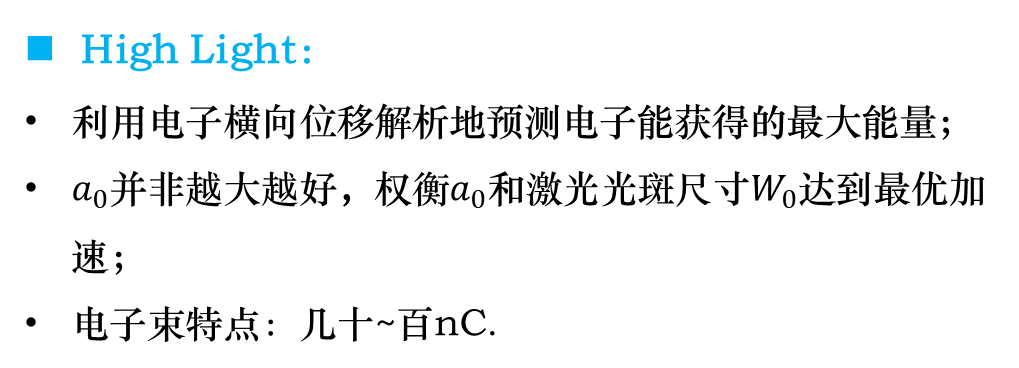 ■ High Light:
• 利用电子横向位移解析地预测电子能获得的最大能量；
• a₀并非越大越好，权衡a₀和激光光斑尺寸W₀达到最优加
速；
• 电子束特点：几十~百nC.